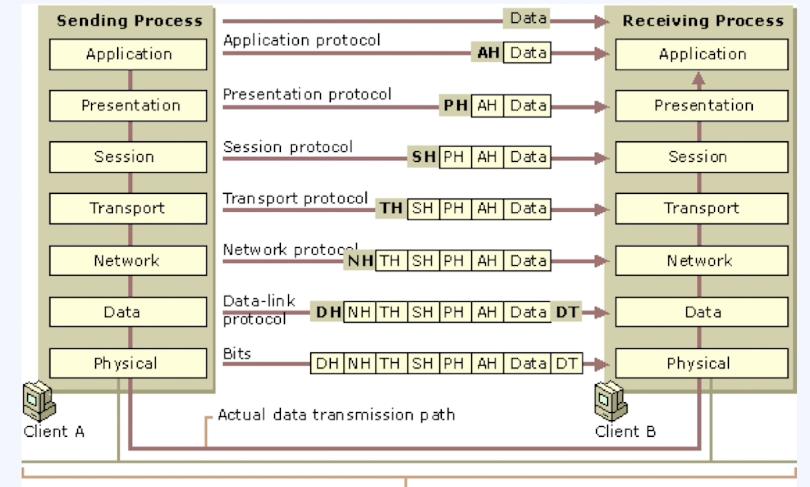 Sending Process Data Receiving Process
Application Application protocol AH Data Application
Presentation Presentation protocol PH AH Data Presentation
Session Session protocol SH PH AH Data Session
Transport Transport protocol TH SH PH AH Data Transport
Network Network protocol NH TH SH PH AH Data Network
Data Data-link protocol DH NH TH SH PH AH Data DT Data
Physical Bits DH NH TH SH PH AH Data DT Physical
Client A Actual data transmission path Client B